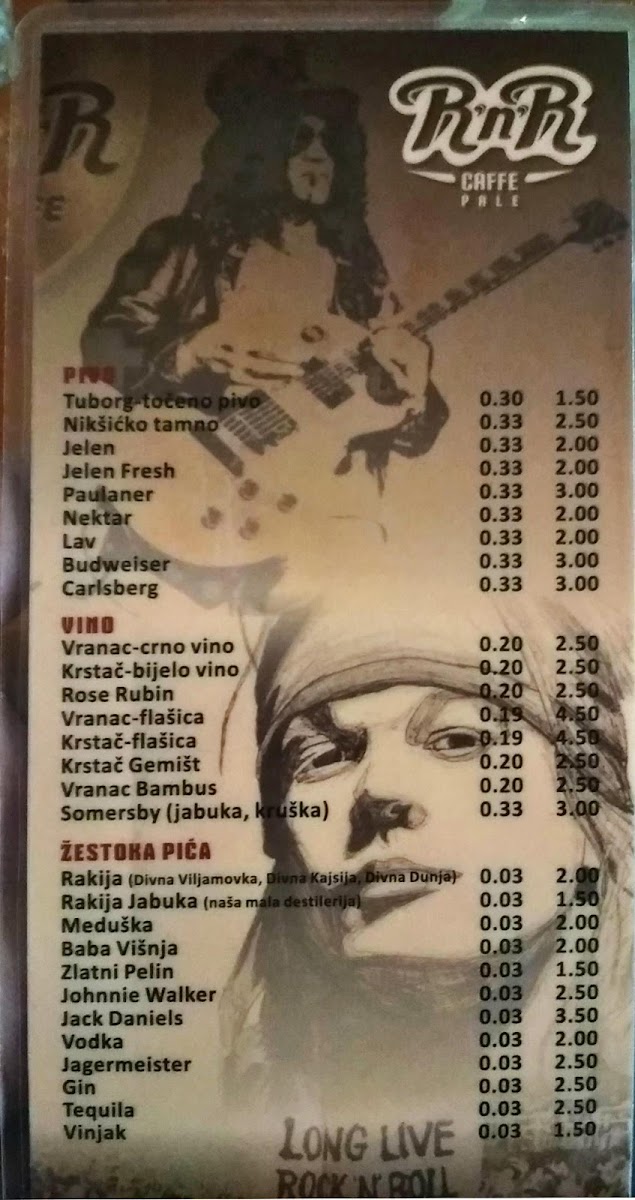 R'n'R
CAFFE
PALE
R
FE
PIVO
Tuborg-točeno pivo 0.30 1.50
Nikšićko tamno 0.33 2.50
Jelen 0.33 2.00
Jelen Fresh 0.33 2.00
Paulaner 0.33 3.00
Nektar 0.33 2.00
Lav 0.33 2.00
Budweiser 0.33 3.00
Carlsberg 0.33 3.00
VINO
Vranac-crno vino 0.20 2.50
Krstač-bijelo vino 0.20 2.50
Rose Rubin 0.20 2.50
Vranac-flašica 0.19 4.50
Krstač-flašica 0.19 4.50
Krstač Gemišt 0.20 2.50
Vranac Bambus 0.20 2.50
Somersby (jabuka, kruška) 0.33 3.00
ŽESTOKA PIĆA
Rakija (Divna Viljamovka, Divna Kajsija, Divna Dunja) 0.03 2.00
Rakija Jabuka (naša mala destilerija) 0.03 1.50
Meduška 0.03 2.00
Baba Višnja 0.03 2.00
Zlatni Pelin 0.03 1.50
Johnnie Walker 0.03 2.50
Jack Daniels 0.03 3.50
Vodka 0.03 2.00
Jagermeister 0.03 2.50
Gin 0.03 2.50
Tequila 0.03 2.50
Vinjak 0.03 1.50
LONG LIVE
ROCK'N'ROLL